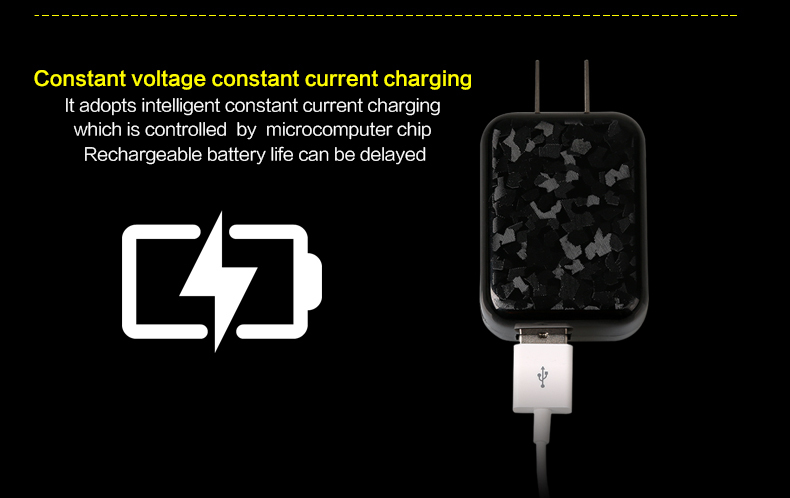 Constant voltage constant current charging
It adopts intelligent constant current charging
which is controlled by microcomputer chip
Rechargeable battery life can be delayed